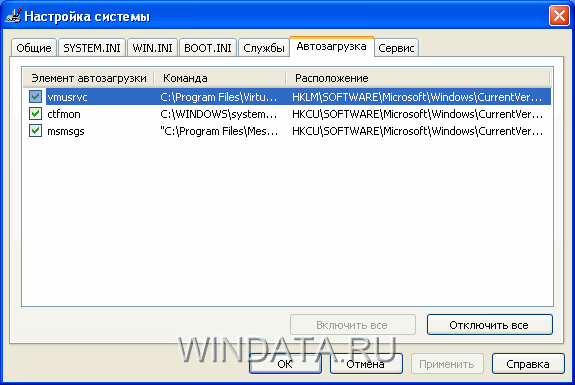 Настройка системы
Общие SYSTEM.INI WIN.INI BOOT.INI Службы Автозагрузка Сервис
Элемент автозагрузки Команда Расположение
vmusrvc C:\Program Files\Virtu... HKLM\SOFTWARE\Microsoft\Windows\CurrentVer...
ctfmon C:\WINDOWS\system... HKCU\SOFTWARE\Microsoft\Windows\CurrentVer...
msmsgs "C:\Program Files\Mes... HKCU\SOFTWARE\Microsoft\Windows\CurrentVer...
Включить все Отключить все
WINDATA.RU
ОК Отмена Применить Справка